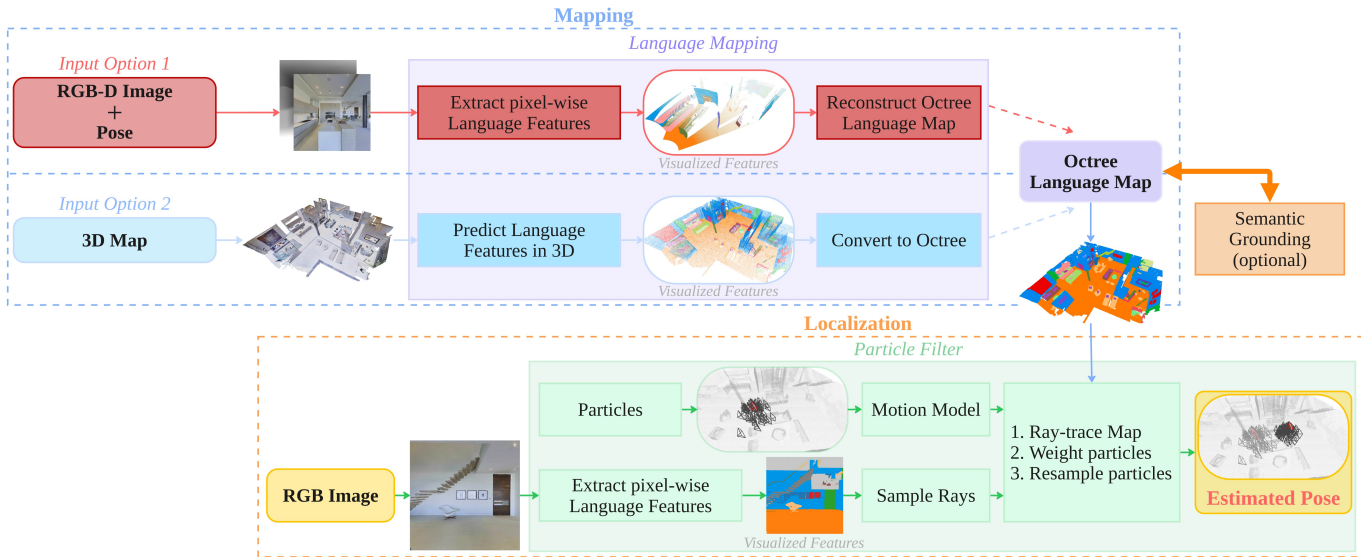 Mapping
Language Mapping
Input Option 1
RGB-D Image
+
Pose
Extract pixel-wise
Language Features
Visualized Features
Reconstruct Octree
Language Map
Octree
Language Map
Semantic
Grounding
(optional)
Input Option 2
3D Map
Predict Language
Features in 3D
Visualized Features
Convert to Octree
Localization
Particle Filter
Particles
Motion Model
1. Ray-trace Map
2. Weight particles
3. Resample particles
RGB Image
Extract pixel-wise
Language Features
Visualized Features
Sample Rays
Estimated Pose